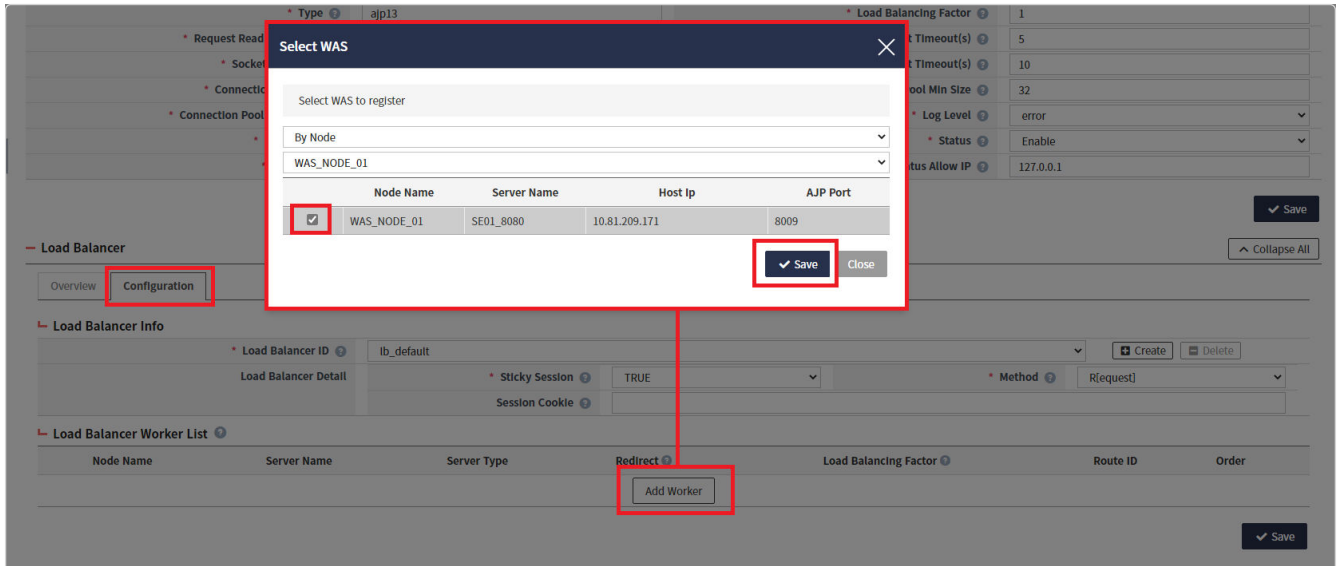 * Type ajp13 * Load Balancing Factor 1
* Request Read t Timeout(s) 5
Select WAS
* Socket t Timeout(s) 10
* Connectio ool Min Size 32
Select WAS to register
* Connection Pool * Log Level error
By Node
* * Status Enable
WAS_NODE_01
* tus Allow IP 127.0.0.1
Node Name Server Name Host Ip AJP Port
WAS_NODE_01 SE01_8080 10.81.209.171 8009
Save
Load Balancer
Collapse All
Save Close
Overview Configuration
Load Balancer Info
* Load Balancer ID lb_default Create Delete
Load Balancer Detail * Sticky Session TRUE * Method R[equest]
Session Cookie
Load Balancer Worker List
Node Name Server Name Server Type Redirect Load Balancing Factor Route ID Order
Add Worker
Save